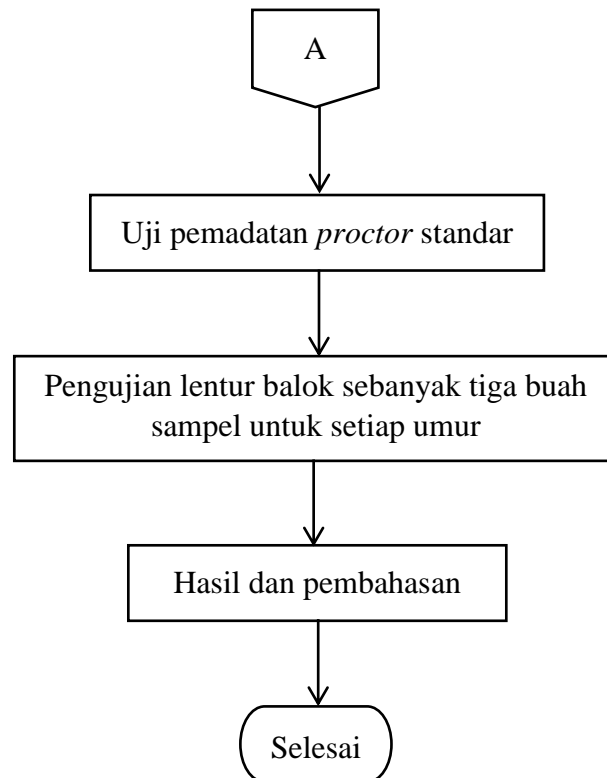 A
Uji pemadatan proctor standar
Pengujian lentur balok sebanyak tiga buah
sampel untuk setiap umur
Hasil dan pembahasan
Selesai